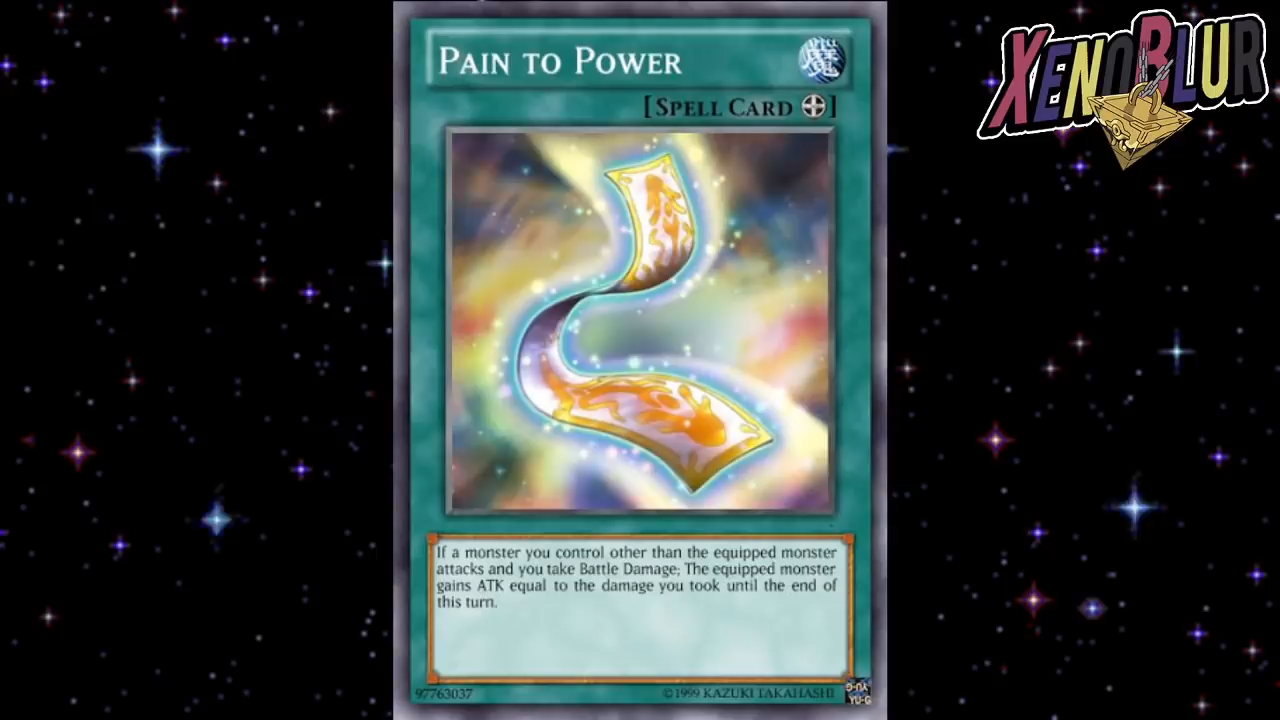 XENOBLUR
PAIN TO POWER
魔
[SPELL CARD]
If a monster you control other than the equipped monster
attacks and you take Battle Damage; The equipped monster
gains ATK equal to the damage you took until the end of
this turn.
97763037
©1999 KAZUKI TAKAHASHI